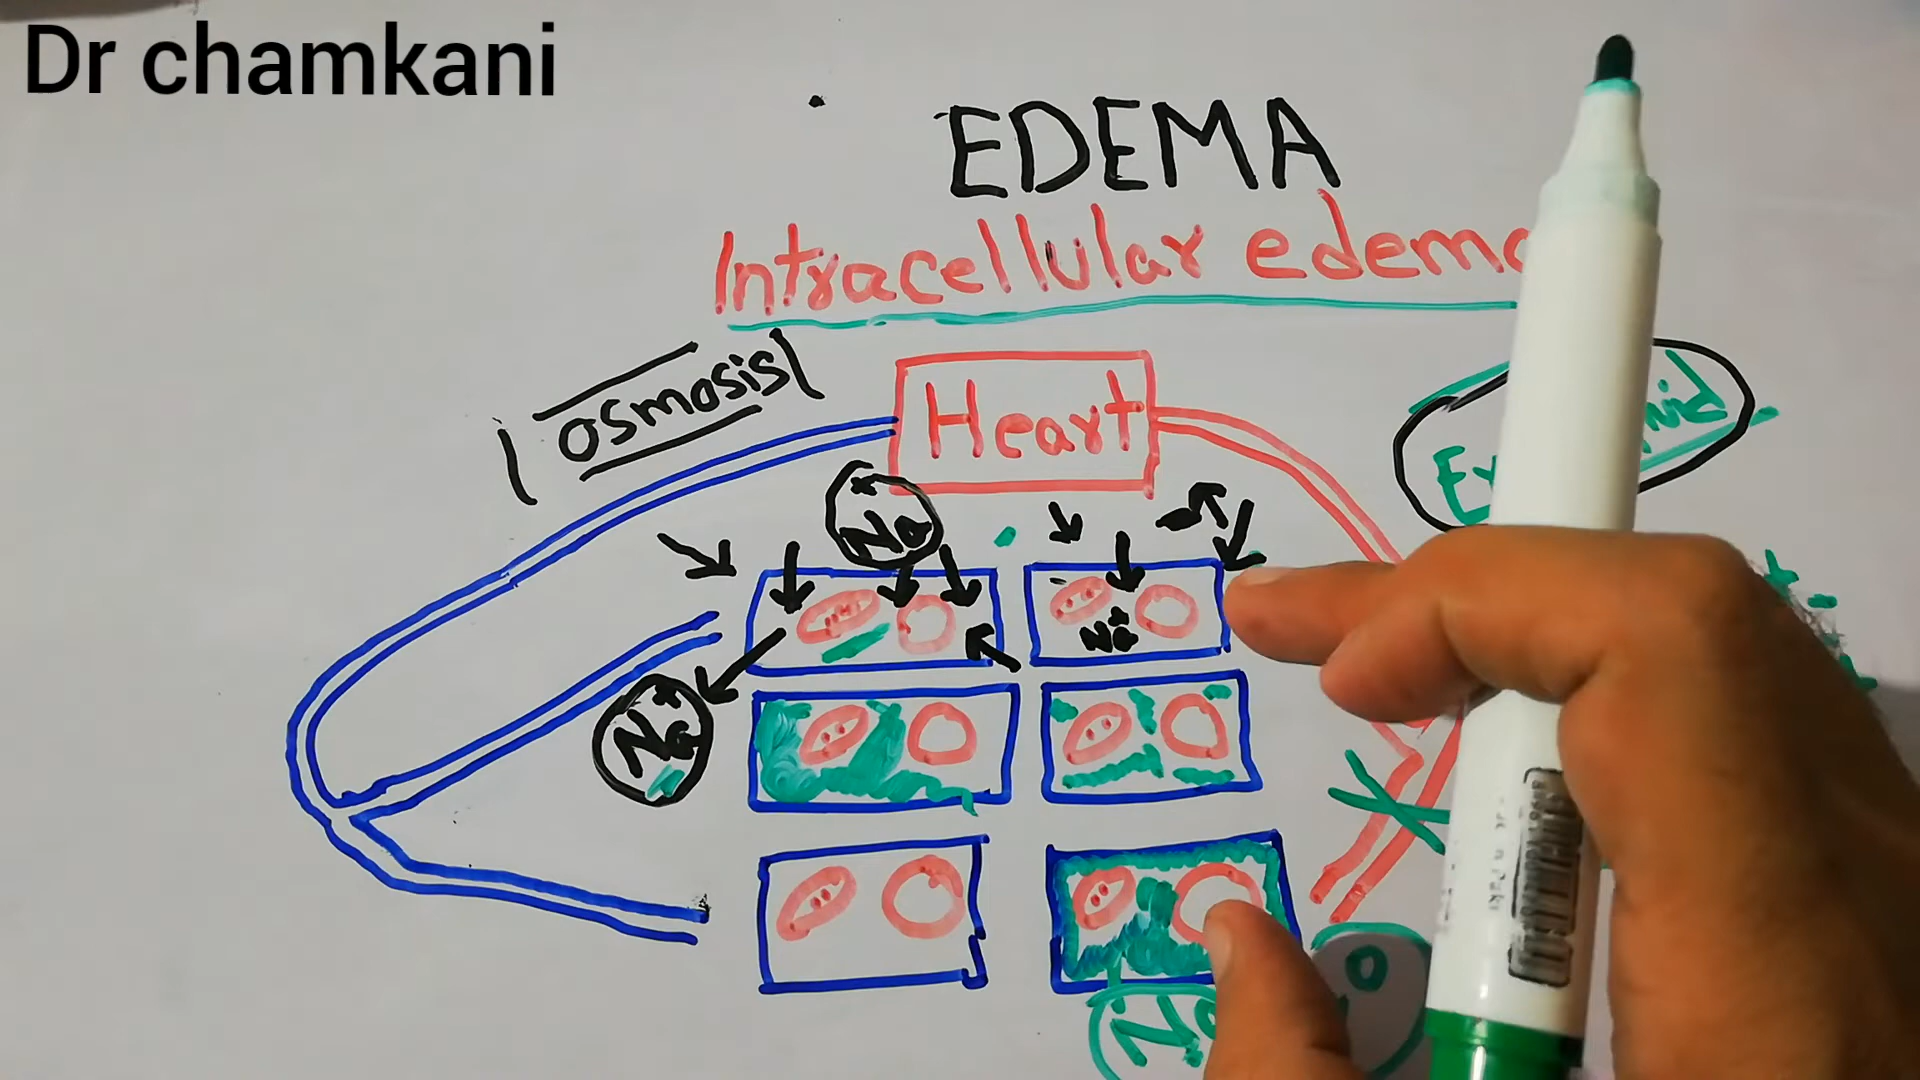 Dr chamkani
EDEMA
Intracellular edema
osmosis
Heart
Na+
Na+
Na+